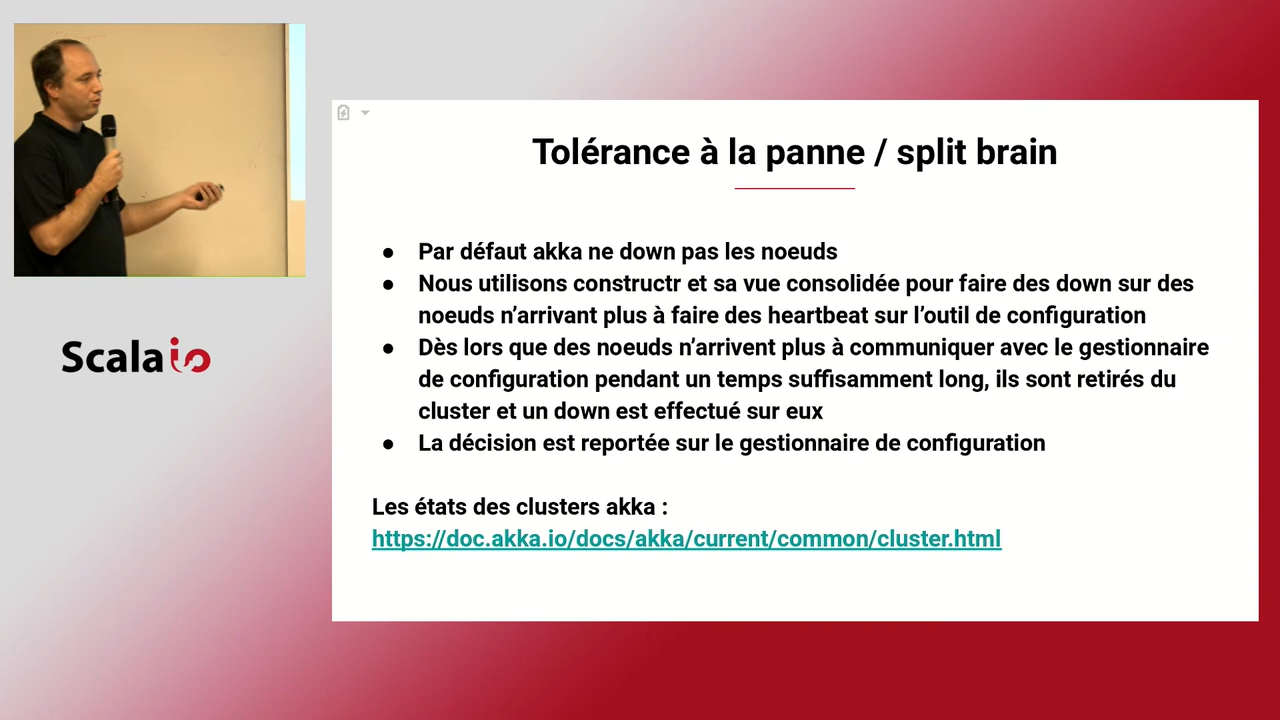 Tolérance à la panne / split brain
● Par défaut akka ne down pas les noeuds
● Nous utilisons constructr et sa vue consolidée pour faire des down sur des
noeuds n’arrivant plus à faire des heartbeat sur l’outil de configuration
● Dès lors que des noeuds n’arrivent plus à communiquer avec le gestionnaire
de configuration pendant un temps suffisamment long, ils sont retirés du
cluster et un down est effectué sur eux
● La décision est reportée sur le gestionnaire de configuration
Les états des clusters akka :
https://doc.akka.io/docs/akka/current/common/cluster.html
Scala io